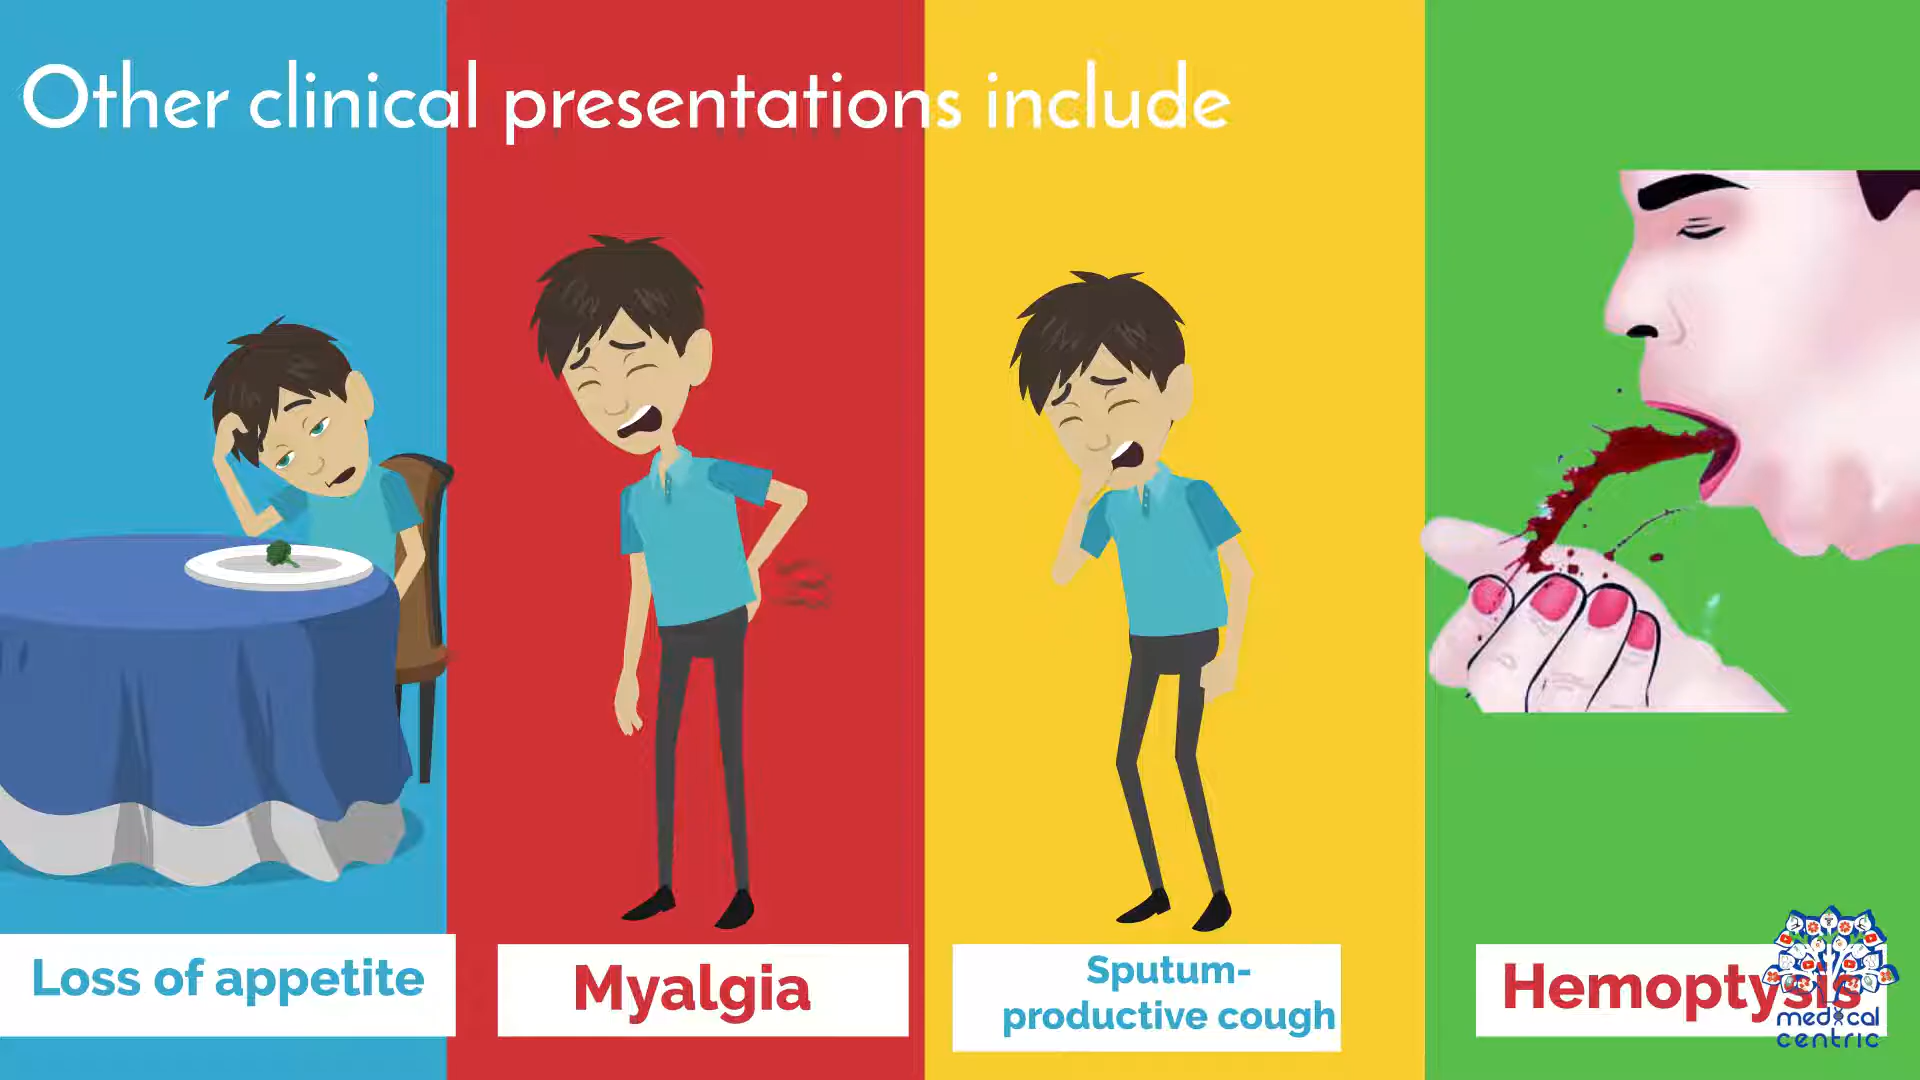 Other clinical presentations include
Loss of appetite
Myalgia
Sputum-
productive cough
Hemoptysis
medical
centric